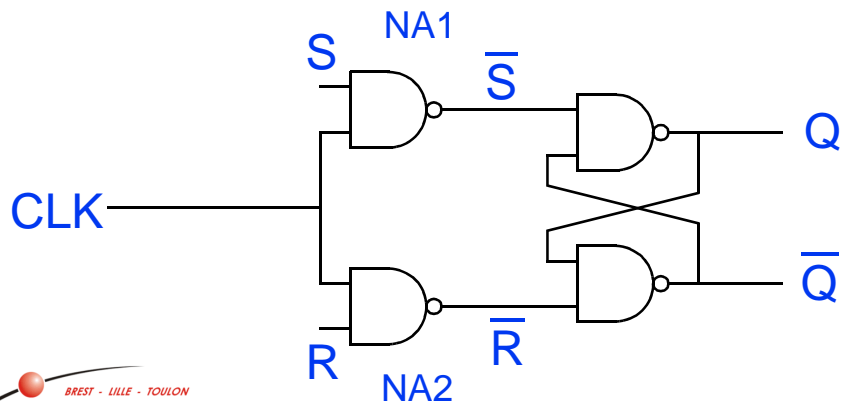 NA1
S
S̅
Q
CLK
Q̅
R̅
R
NA2
BREST - LILLE - TOULON